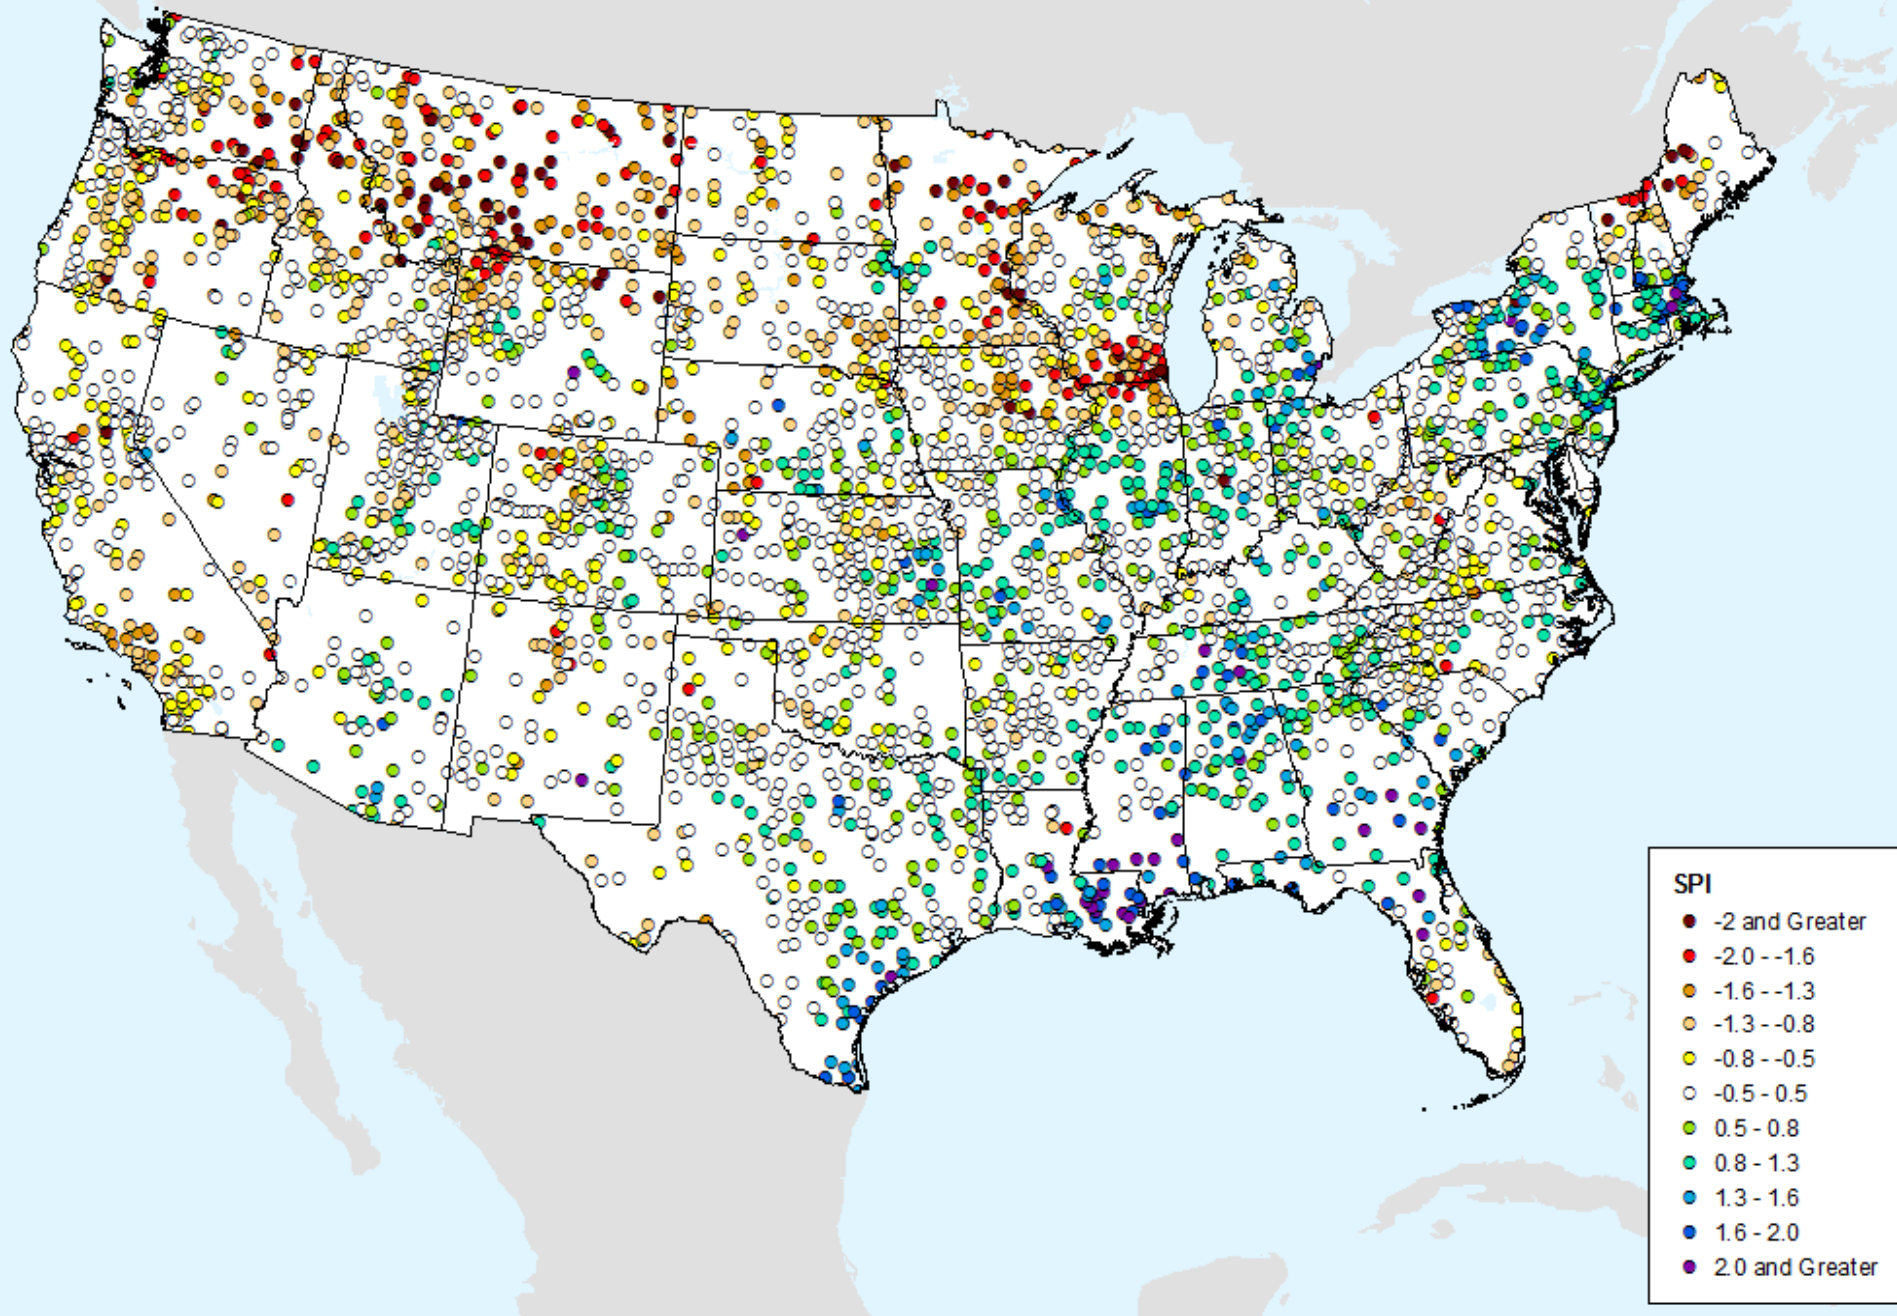 SPI
-2 and Greater
-2.0 - -1.6
-1.6 - -1.3
-1.3 - -0.8
-0.8 - -0.5
-0.5 - 0.5
0.5 - 0.8
0.8 - 1.3
1.3 - 1.6
1.6 - 2.0
2.0 and Greater